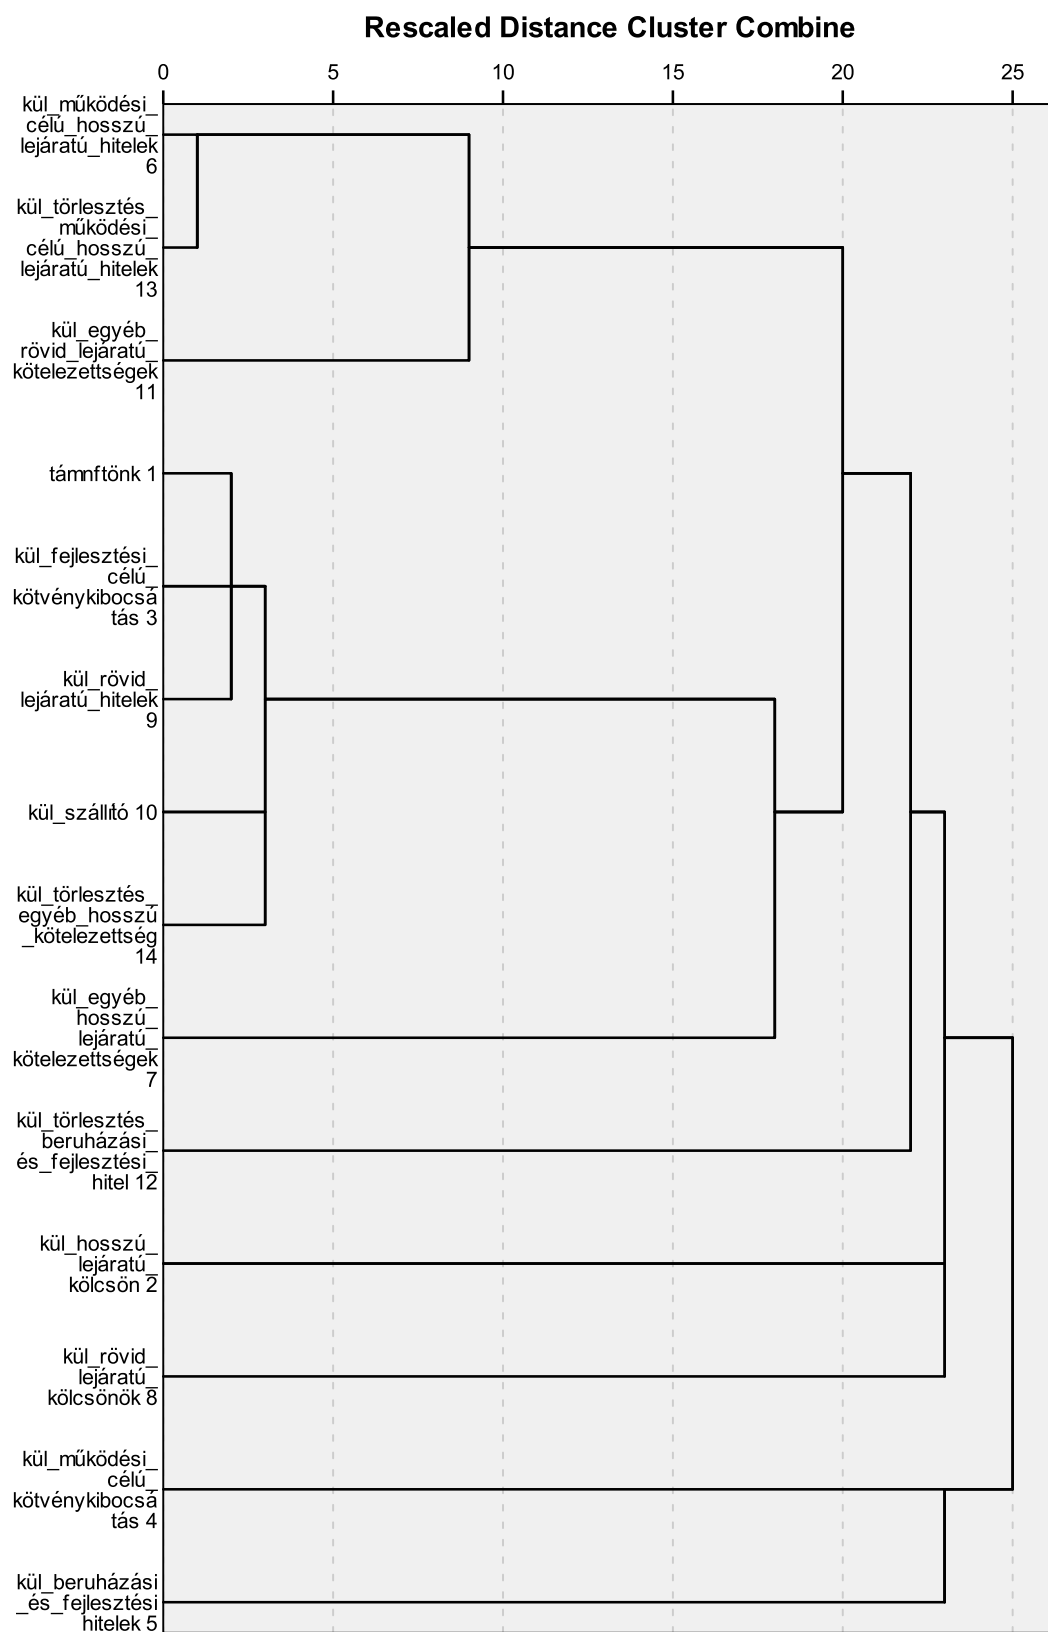 Rescaled Distance Cluster Combine
0 5 10 15 20 25
kül_működési_
célú_hosszú_
lejáratú_hitelek
6
kül_törlesztés_
működési_
célú_hosszú_
lejáratú_hitelek
13
kül_egyéb_
rövid_lejáratú_
kötelezettségek
11
támnftönk 1
kül_fejlesztési_
célú_
kötvénykibocsá
tás 3
kül_rövid_
lejáratú_hitelek
9
kül_szállító 10
kül_törlesztés_
egyéb_hosszú
_kötelezettség
14
kül_egyéb_
hosszú_
lejáratú_
kötelezettségek
7
kül_törlesztés_
beruházási_
és_fejlesztési_
hitel 12
kül_hosszú_
lejáratú_
kölcsön 2
kül_rövid_
lejáratú_
kölcsönök 8
kül_működési_
célú_
kötvénykibocsá
tás 4
kül_beruházási
_és_fejlesztési
hitelek 5